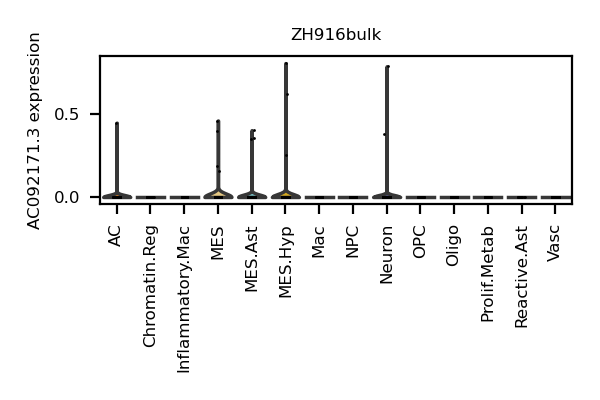 ZH916bulk
AC092171.3 expression
0.5
0.0
AC
Chromatin.Reg
Inflammatory.Mac
MES
MES.Ast
MES.Hyp
Mac
NPC
Neuron
OPC
Oligo
Prolif.Metab
Reactive.Ast
Vasc